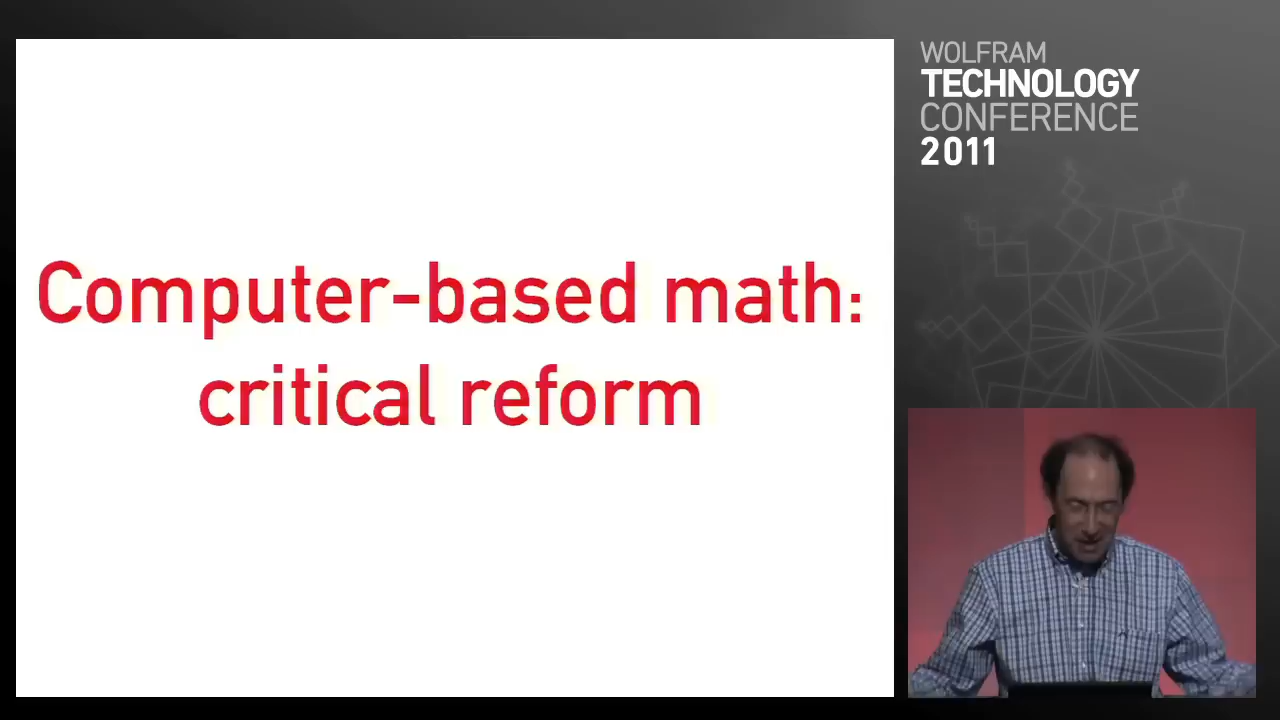 Computer-based math:
critical reform
WOLFRAM
TECHNOLOGY
CONFERENCE
2011